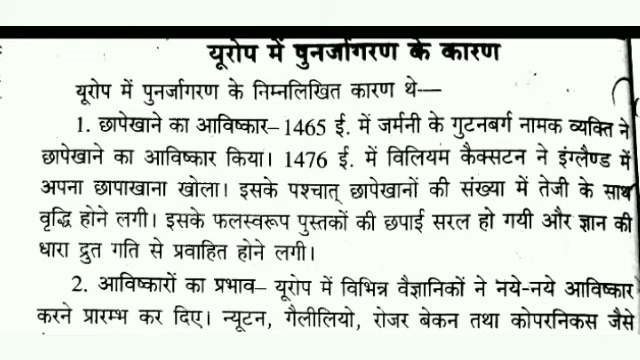 यूरोप में पुनर्जागरण के कारण
यूरोप में पुनर्जागरण के निम्नलिखित कारण थे—
1. छापेखाने का आविष्कार– 1465 ई. में जर्मनी के गुटनबर्ग नामक व्यक्ति ने
छापेखाने का आविष्कार किया। 1476 ई. में विलियम कैक्सटन ने इंग्लैण्ड में
अपना छापाखाना खोला। इसके पश्चात् छापेखानों की संख्या में तेजी के साथ
वृद्धि होने लगी। इसके फलस्वरूप पुस्तकों की छपाई सरल हो गयी और ज्ञान की
धारा द्रुत गति से प्रवाहित होने लगी।
2. आविष्कारों का प्रभाव– यूरोप में विभिन्न वैज्ञानिकों ने नये-नये आविष्कार
करने प्रारम्भ कर दिए। न्यूटन, गैलीलियो, रोजर बेकन तथा कोपरनिकस जैसे